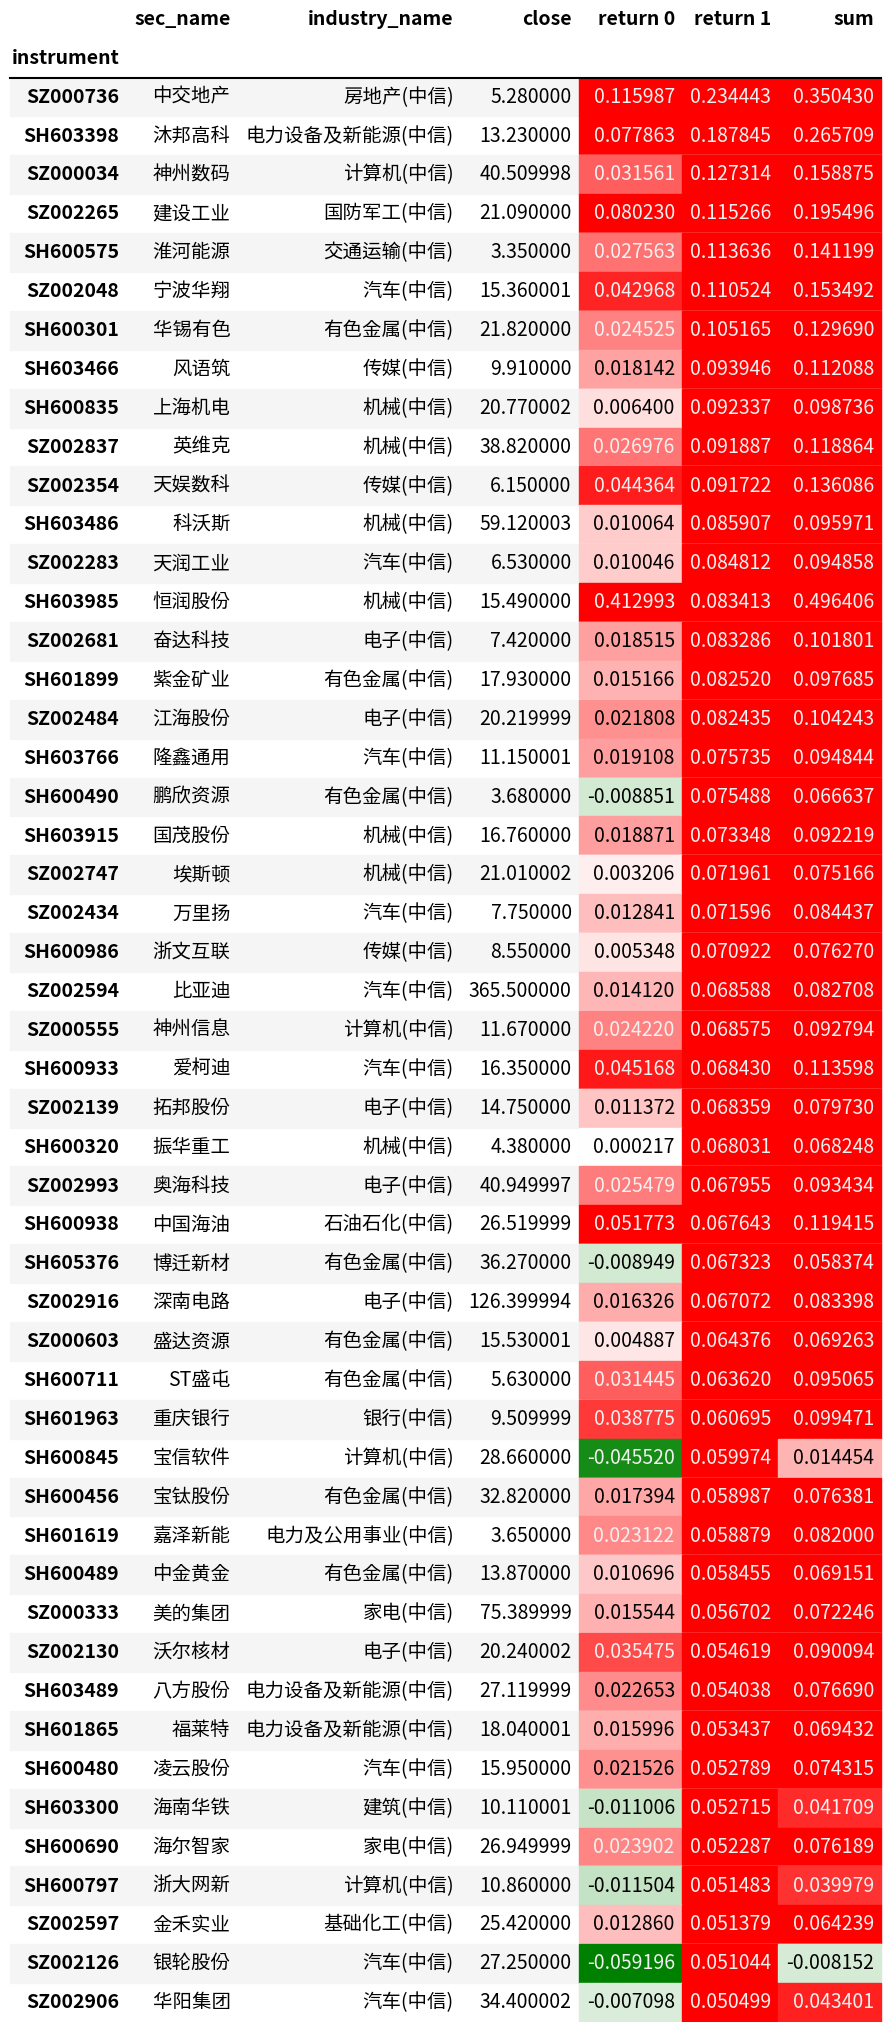 sec_name industry_name close return 0 return 1 sum
instrument
SZ000736 中交地产 房地产(中信) 5.280000 0.115987 0.234443 0.350430
SH603398 沐邦高科 电力设备及新能源(中信) 13.230000 0.077863 0.187845 0.265709
SZ000034 神州数码 计算机(中信) 40.509998 0.031561 0.127314 0.158875
SZ002265 建设工业 国防军工(中信) 21.090000 0.080230 0.115266 0.195496
SH600575 淮河能源 交通运输(中信) 3.350000 0.027563 0.113636 0.141199
SZ002048 宁波华翔 汽车(中信) 15.360001 0.042968 0.110524 0.153492
SH600301 华锡有色 有色金属(中信) 21.820000 0.024525 0.105165 0.129690
SH603466 风语筑 传媒(中信) 9.910000 0.018142 0.093946 0.112088
SH600835 上海机电 机械(中信) 20.770002 0.006400 0.092337 0.098736
SZ002837 英维克 机械(中信) 38.820000 0.026976 0.091887 0.118864
SZ002354 天娱数科 传媒(中信) 6.150000 0.044364 0.091722 0.136086
SH603486 科沃斯 机械(中信) 59.120003 0.010064 0.085907 0.095971
SZ002283 天润工业 汽车(中信) 6.530000 0.010046 0.084812 0.094858
SH603985 恒润股份 机械(中信) 15.490000 0.412993 0.083413 0.496406
SZ002681 奋达科技 电子(中信) 7.420000 0.018515 0.083286 0.101801
SH601899 紫金矿业 有色金属(中信) 17.930000 0.015166 0.082520 0.097685
SZ002484 江海股份 电子(中信) 20.219999 0.021808 0.082435 0.104243
SH603766 隆鑫通用 汽车(中信) 11.150001 0.019108 0.075735 0.094844
SH600490 鹏欣资源 有色金属(中信) 3.680000 -0.008851 0.075488 0.066637
SH603915 国茂股份 机械(中信) 16.760000 0.018871 0.073348 0.092219
SZ002747 埃斯顿 机械(中信) 21.010002 0.003206 0.071961 0.075166
SZ002434 万里扬 汽车(中信) 7.750000 0.012841 0.071596 0.084437
SH600986 浙文互联 传媒(中信) 8.550000 0.005348 0.070922 0.076270
SZ002594 比亚迪 汽车(中信) 365.500000 0.014120 0.068588 0.082708
SZ000555 神州信息 计算机(中信) 11.670000 0.024220 0.068575 0.092794
SH600933 爱柯迪 汽车(中信) 16.350000 0.045168 0.068430 0.113598
SZ002139 拓邦股份 电子(中信) 14.750000 0.011372 0.068359 0.079730
SH600320 振华重工 机械(中信) 4.380000 0.000217 0.068031 0.068248
SZ002993 奥海科技 电子(中信) 40.949997 0.025479 0.067955 0.093434
SH600938 中国海油 石油石化(中信) 26.519999 0.051773 0.067643 0.119415
SH605376 博迁新材 有色金属(中信) 36.270000 -0.008949 0.067323 0.058374
SZ002916 深南电路 电子(中信) 126.399994 0.016326 0.067072 0.083398
SZ000603 盛达资源 有色金属(中信) 15.530001 0.004887 0.064376 0.069263
SH600711 ST盛屯 有色金属(中信) 5.630000 0.031445 0.063620 0.095065
SH601963 重庆银行 银行(中信) 9.509999 0.038775 0.060695 0.099471
SH600845 宝信软件 计算机(中信) 28.660000 -0.045520 0.059974 0.014454
SH600456 宝钛股份 有色金属(中信) 32.820000 0.017394 0.058987 0.076381
SH601619 嘉泽新能 电力及公用事业(中信) 3.650000 0.023122 0.058879 0.082000
SH600489 中金黄金 有色金属(中信) 13.870000 0.010696 0.058455 0.069151
SZ000333 美的集团 家电(中信) 75.389999 0.015544 0.056702 0.072246
SZ002130 沃尔核材 电子(中信) 20.240002 0.035475 0.054619 0.090094
SH603489 八方股份 电力设备及新能源(中信) 27.119999 0.022653 0.054038 0.076690
SH601865 福莱特 电力设备及新能源(中信) 18.040001 0.015996 0.053437 0.069432
SH600480 凌云股份 汽车(中信) 15.950000 0.021526 0.052789 0.074315
SH603300 海南华铁 建筑(中信) 10.110001 -0.011006 0.052715 0.041709
SH600690 海尔智家 家电(中信) 26.949999 0.023902 0.052287 0.076189
SH600797 浙大网新 计算机(中信) 10.860000 -0.011504 0.051483 0.039979
SZ002597 金禾实业 基础化工(中信) 25.420000 0.012860 0.051379 0.064239
SZ002126 银轮股份 汽车(中信) 27.250000 -0.059196 0.051044 -0.008152
SZ002906 华阳集团 汽车(中信) 34.400002 -0.007098 0.050499 0.043401